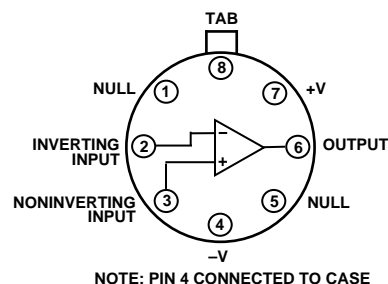 TAB
8
NULL
1
7
+V
INVERTING
INPUT
2
−
+
6
OUTPUT
NONINVERTING
INPUT
3
5
NULL
4
–V
NOTE: PIN 4 CONNECTED TO CASE